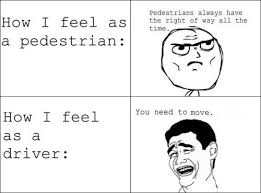 How I feel as
a pedestrian:
Pedestrians always have
the right of way all the
time.
How I feel
as a
driver:
You need to move.